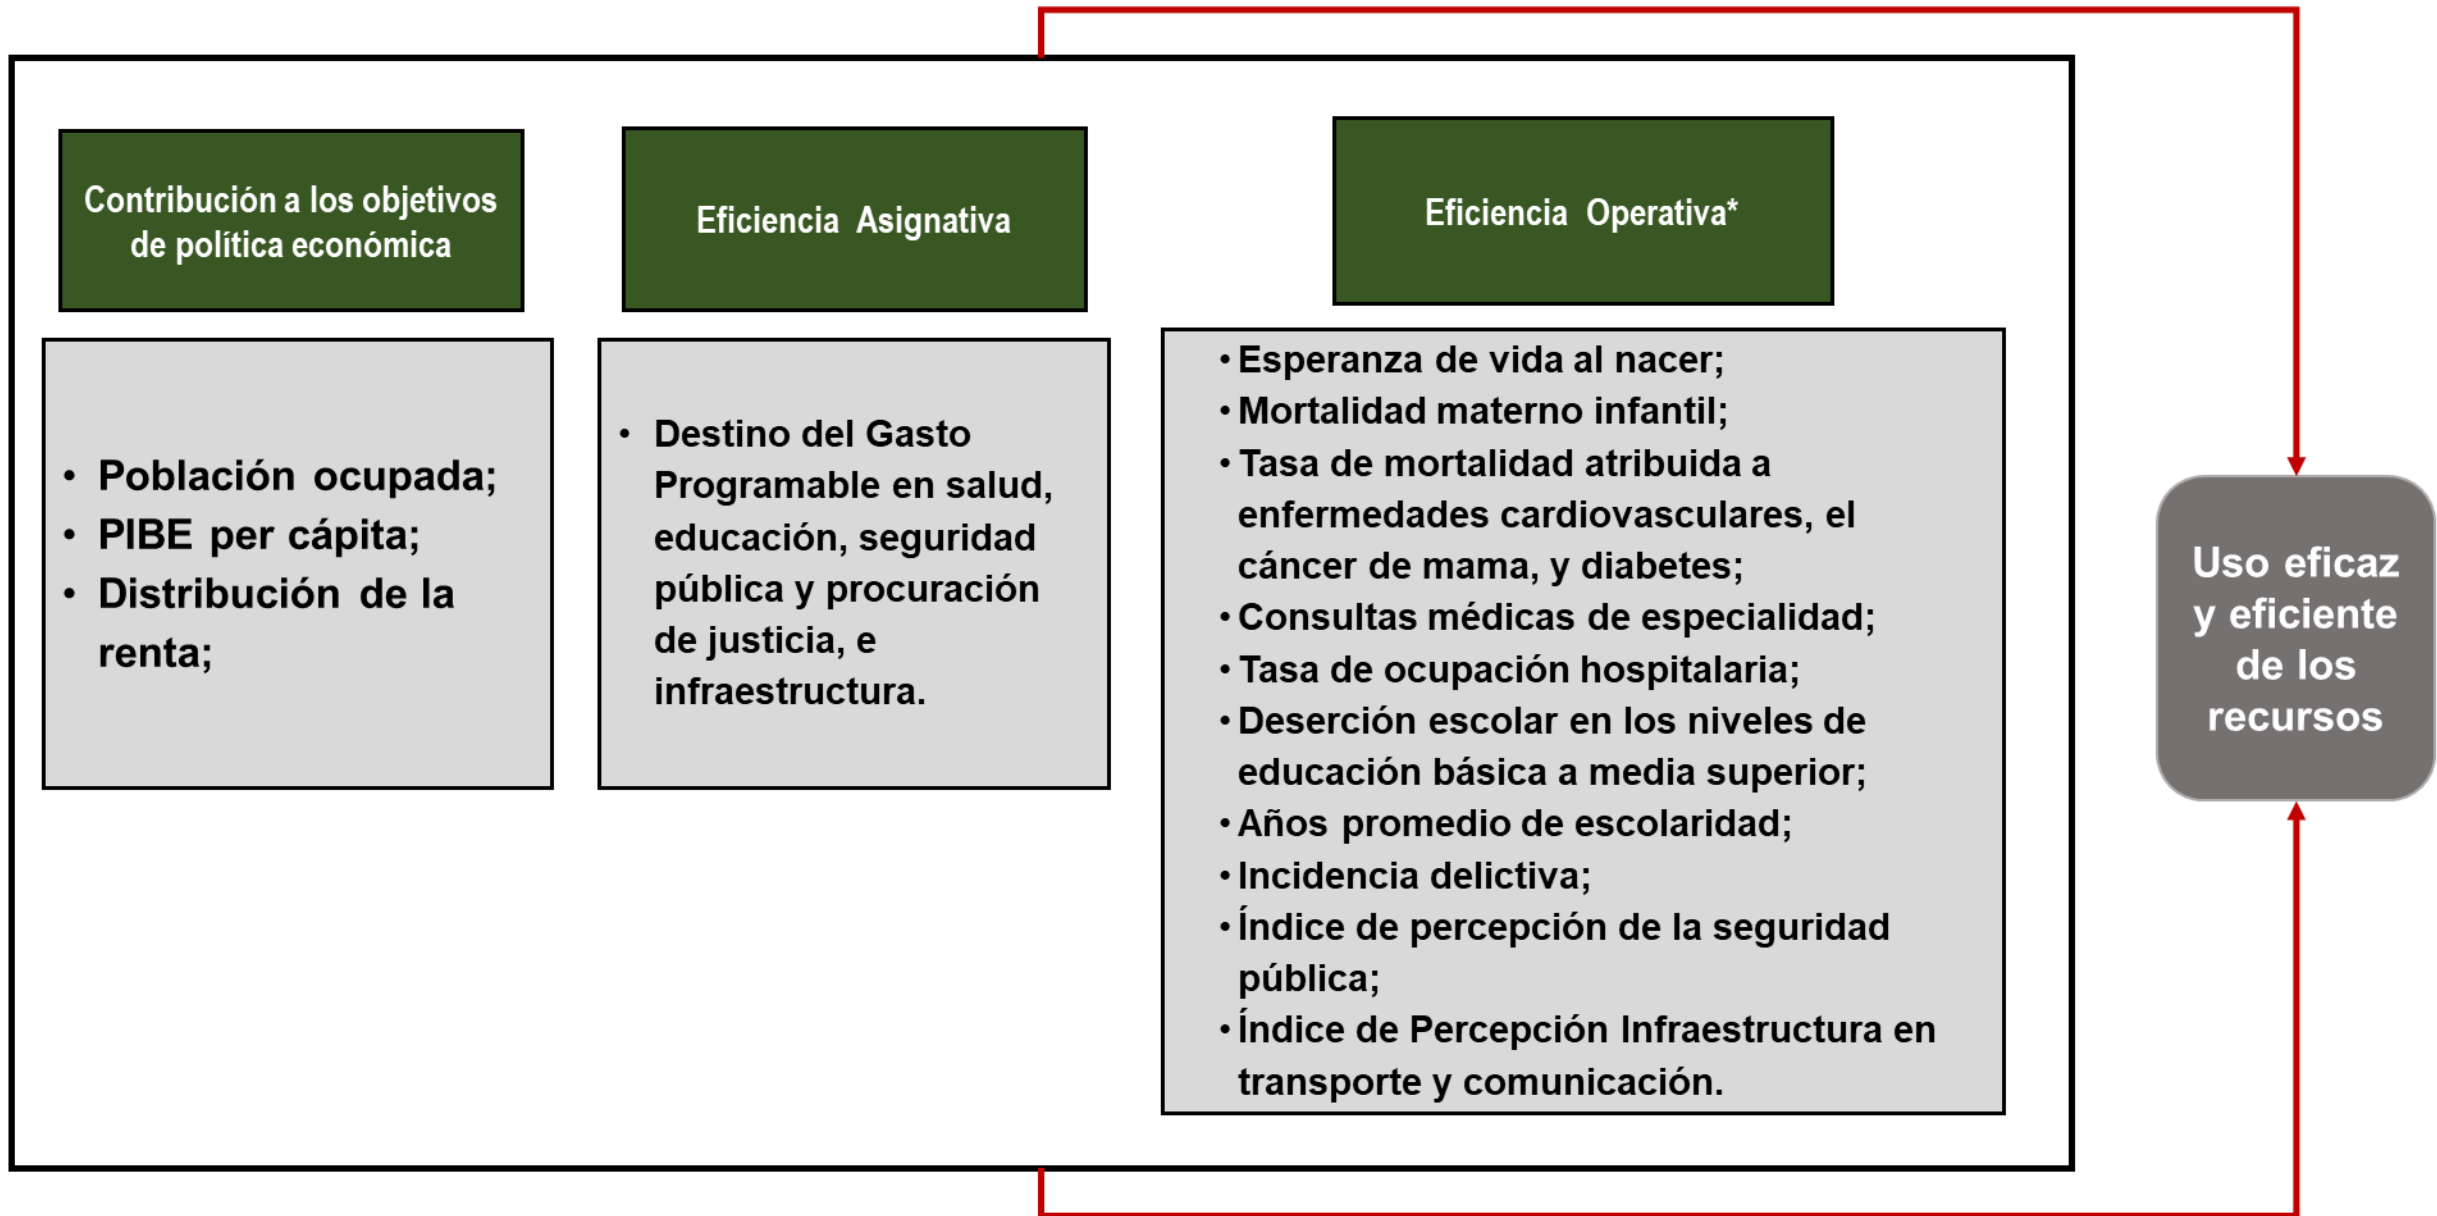 Contribución a los objetivos
de política económica
Eficiencia Asignativa
Eficiencia Operativa*
• Población ocupada;
• PIBE per cápita;
• Distribución de la
renta;
• Destino del Gasto
Programable en salud,
educación, seguridad
pública y procuración
de justicia, e
infraestructura.
• Esperanza de vida al nacer;
• Mortalidad materno infantil;
• Tasa de mortalidad atribuida a
enfermedades cardiovasculares, el
cáncer de mama, y diabetes;
• Consultas médicas de especialidad;
• Tasa de ocupación hospitalaria;
• Deserción escolar en los niveles de
educación básica a media superior;
• Años promedio de escolaridad;
• Incidencia delictiva;
• Índice de percepción de la seguridad
pública;
• Índice de Percepción Infraestructura en
transporte y comunicación.
Uso eficaz
y eficiente
de los
recursos